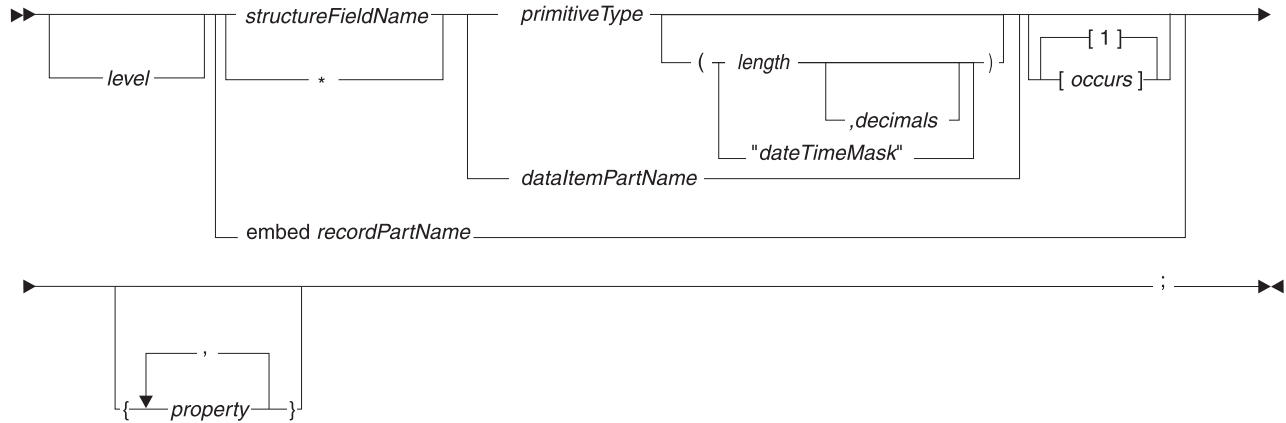 structureFieldName primitiveType
[ 1 ]
( length )
level * [ occurs ]
,decimals
"dateTimeMask"
dataItemPartName
embed recordPartName
;
,
{ property }